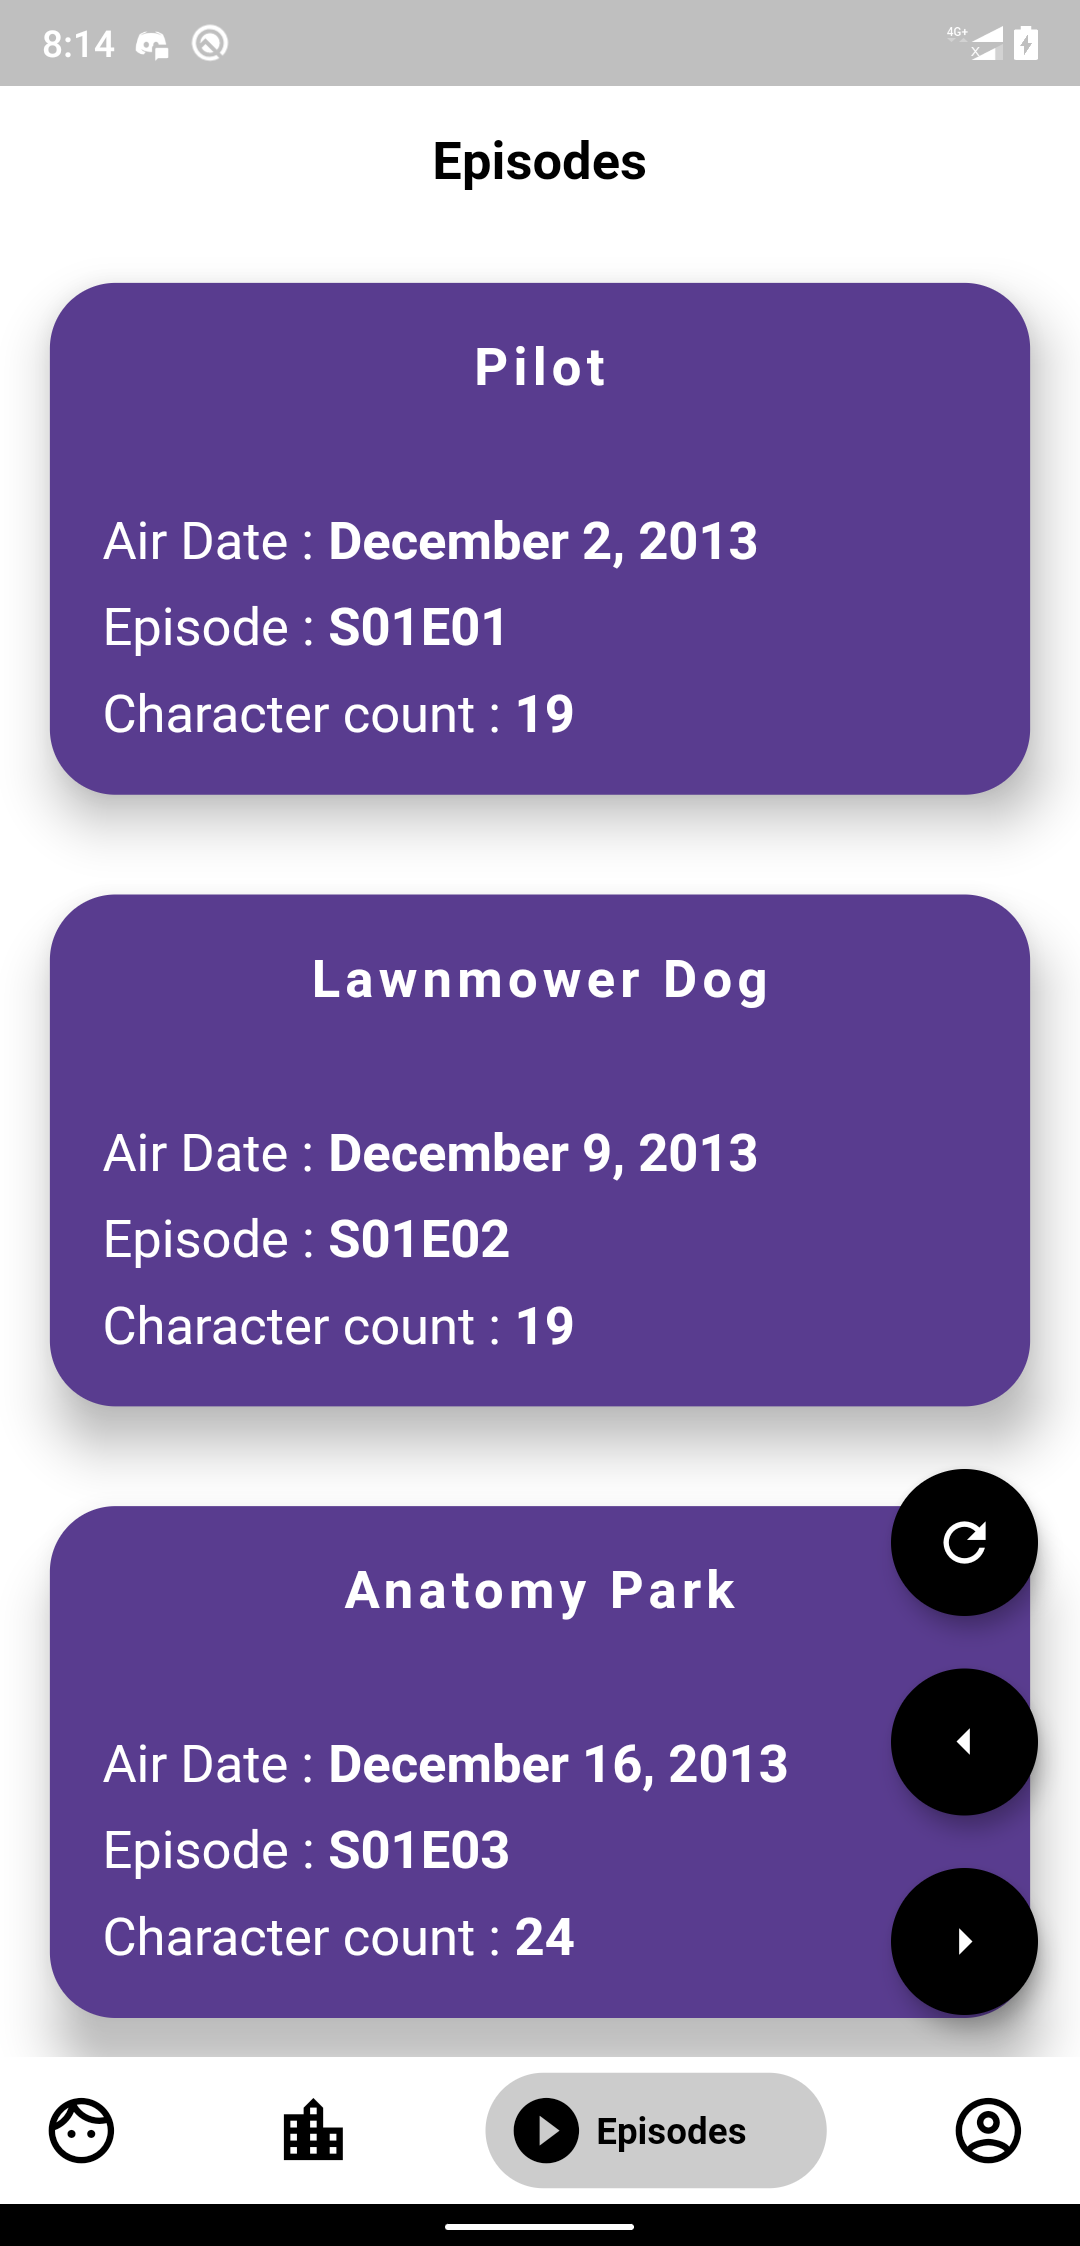 8:14
4G+
Episodes
Pilot
Air Date : December 2, 2013
Episode : S01E01
Character count : 19
Lawnmower Dog
Air Date : December 9, 2013
Episode : S01E02
Character count : 19
Anatomy Park
Air Date : December 16, 2013
Episode : S01E03
Character count : 24
Episodes